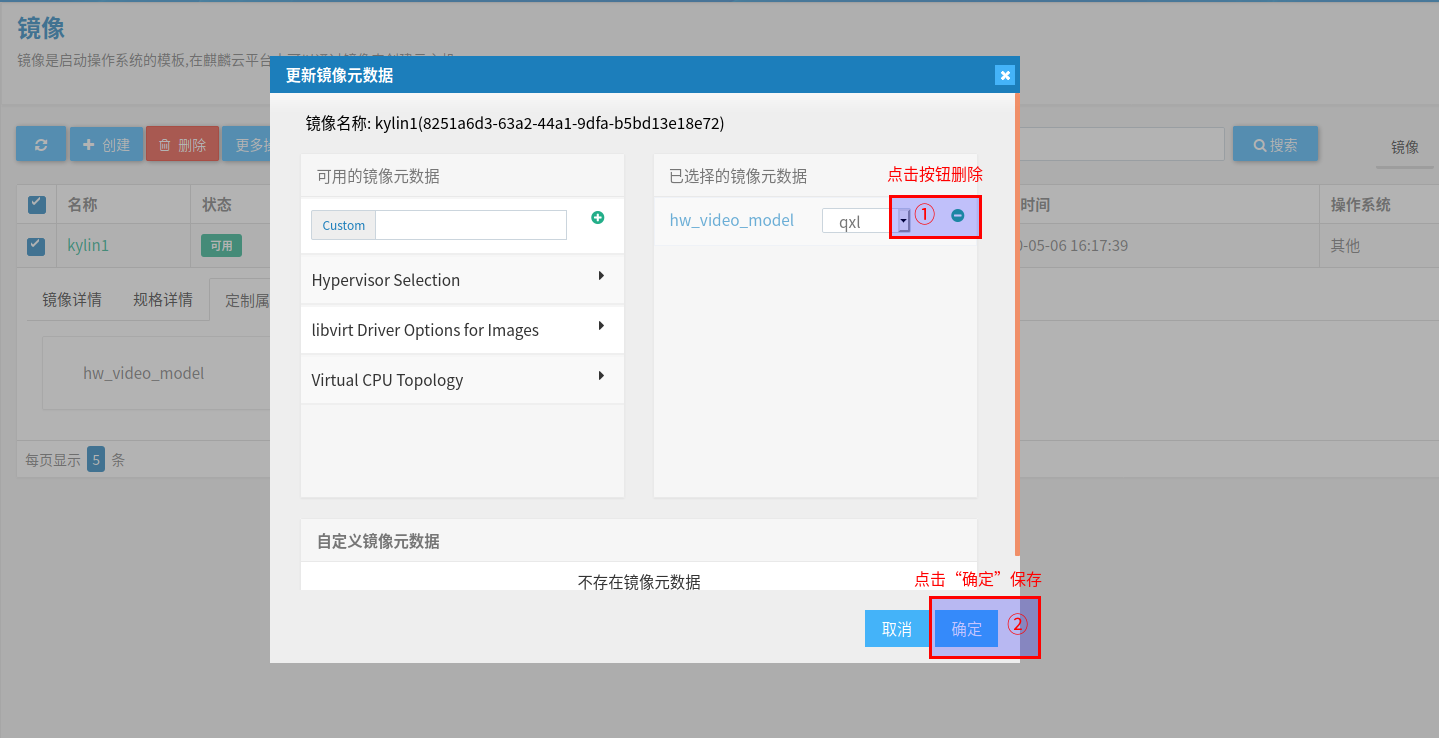 镜像
镜像是启动操作系统的模板,在麒麟云平台
更新镜像元数据
镜像名称: kylin1(8251a6d3-63a2-44a1-9dfa-b5bd13e18e72)
创建
删除
更多
搜索
镜像
可用的镜像元数据
已选择的镜像元数据
点击按钮删除
名称
状态
时间
操作系统
Custom
hw_video_model
qxl
①
kylin1
可用
-05-06 16:17:39
其他
Hypervisor Selection
镜像详情
规格详情
定制属
libvirt Driver Options for Images
hw_video_model
Virtual CPU Topology
每页显示 5 条
自定义镜像元数据
不存在镜像元数据
点击“确定”保存
取消
确定
②